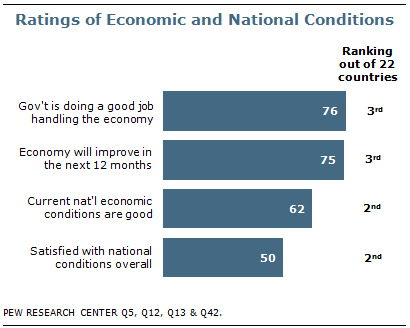 Ratings of Economic and National Conditions
Ranking
out of 22
countries
Gov't is doing a good job
handling the economy
76
3rd
Economy will improve in
the next 12 months
75
3rd
Current nat'l economic
conditions are good
62
2nd
Satisfied with national
conditions overall
50
2nd
PEW RESEARCH CENTER Q5, Q12, Q13 & Q42.